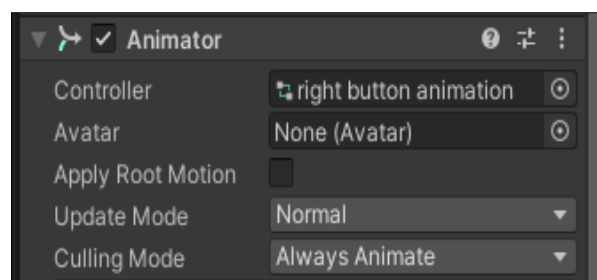 Animator
Controller right button animation
Avatar None (Avatar)
Apply Root Motion
Update Mode Normal
Culling Mode Always Animate